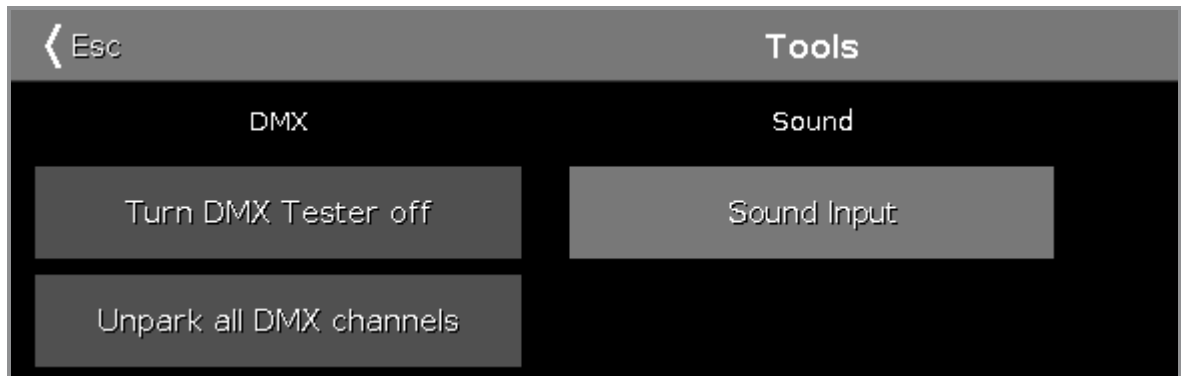 Esc
Tools
DMX
Sound
Turn DMX Tester off
Sound Input
Unpark all DMX channels